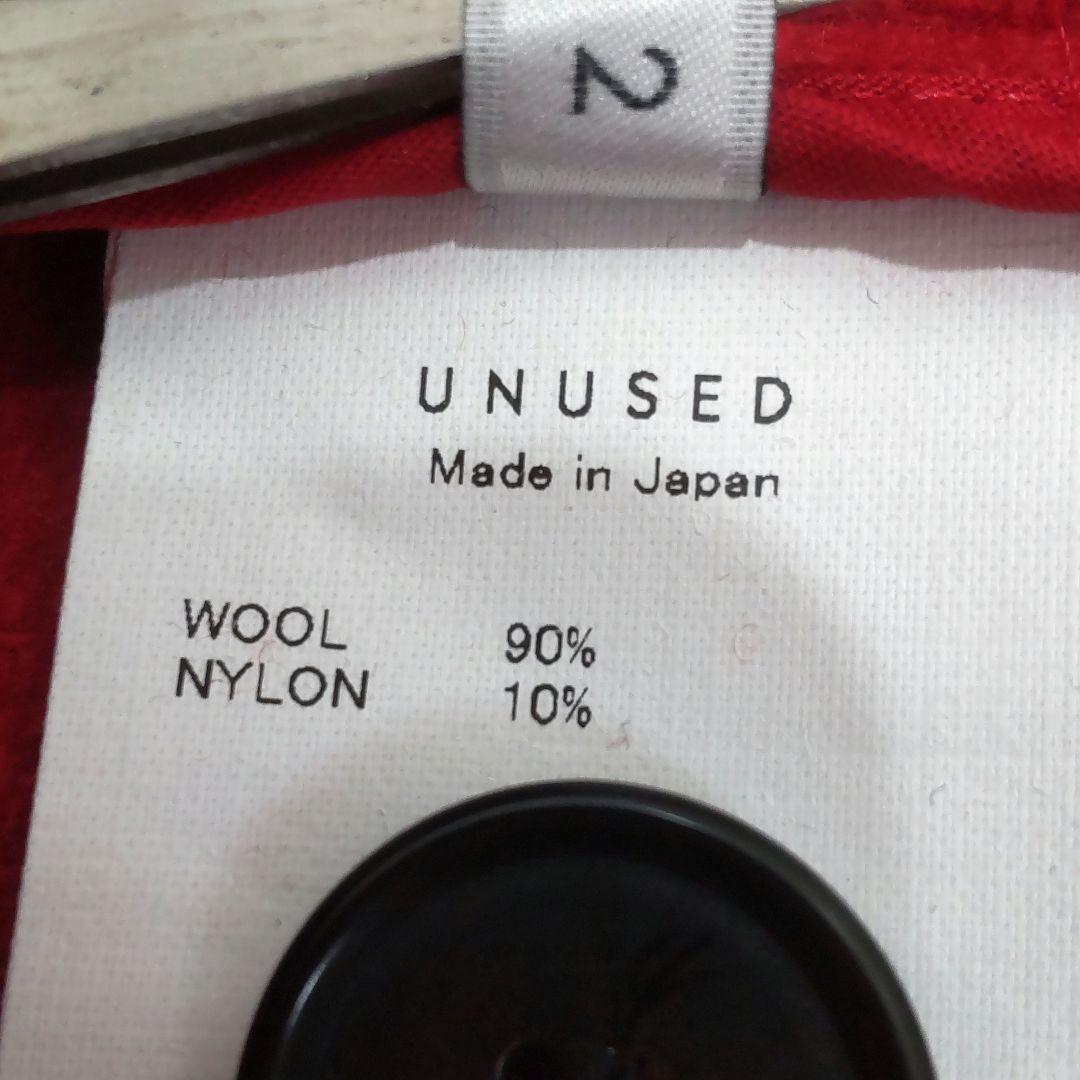 2
UNUSED
Made in Japan
WOOL 90%
NYLON 10%